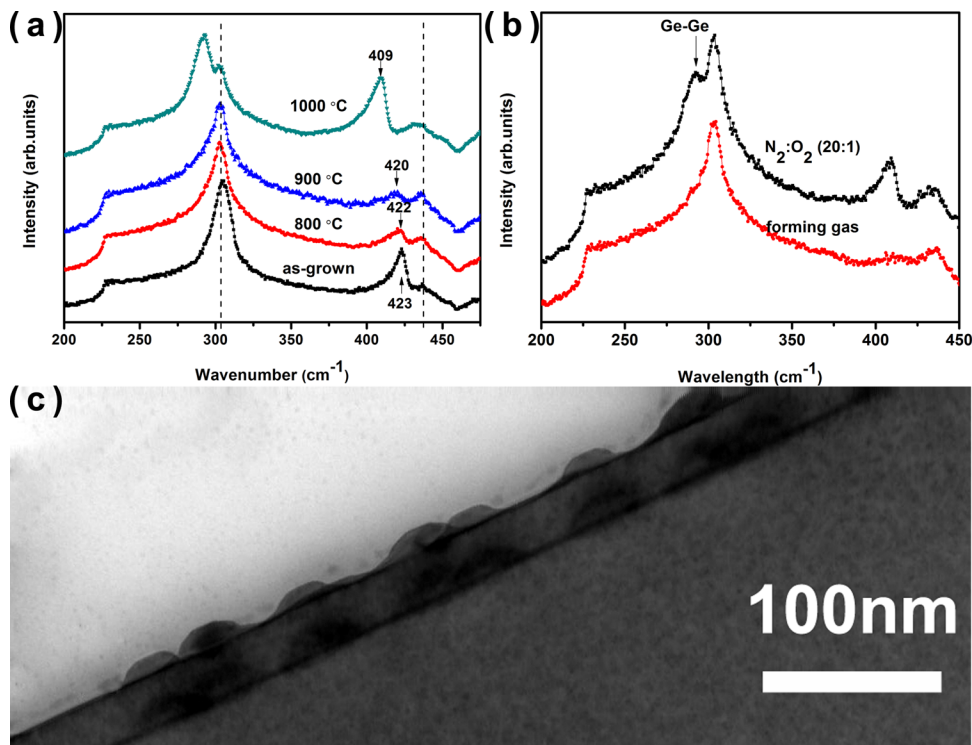 (a)
Intensity (arb.units)
409
1000 °C
420
900 °C
422
800 °C
as-grown
423
200 250 300 350 400 450
Wavenumber (cm-1)
(b)
Intensity (arb.units)
Ge-Ge
N2:O2 (20:1)
forming gas
200 250 300 350 400 450
Wavelength (cm-1)
(c)
100nm